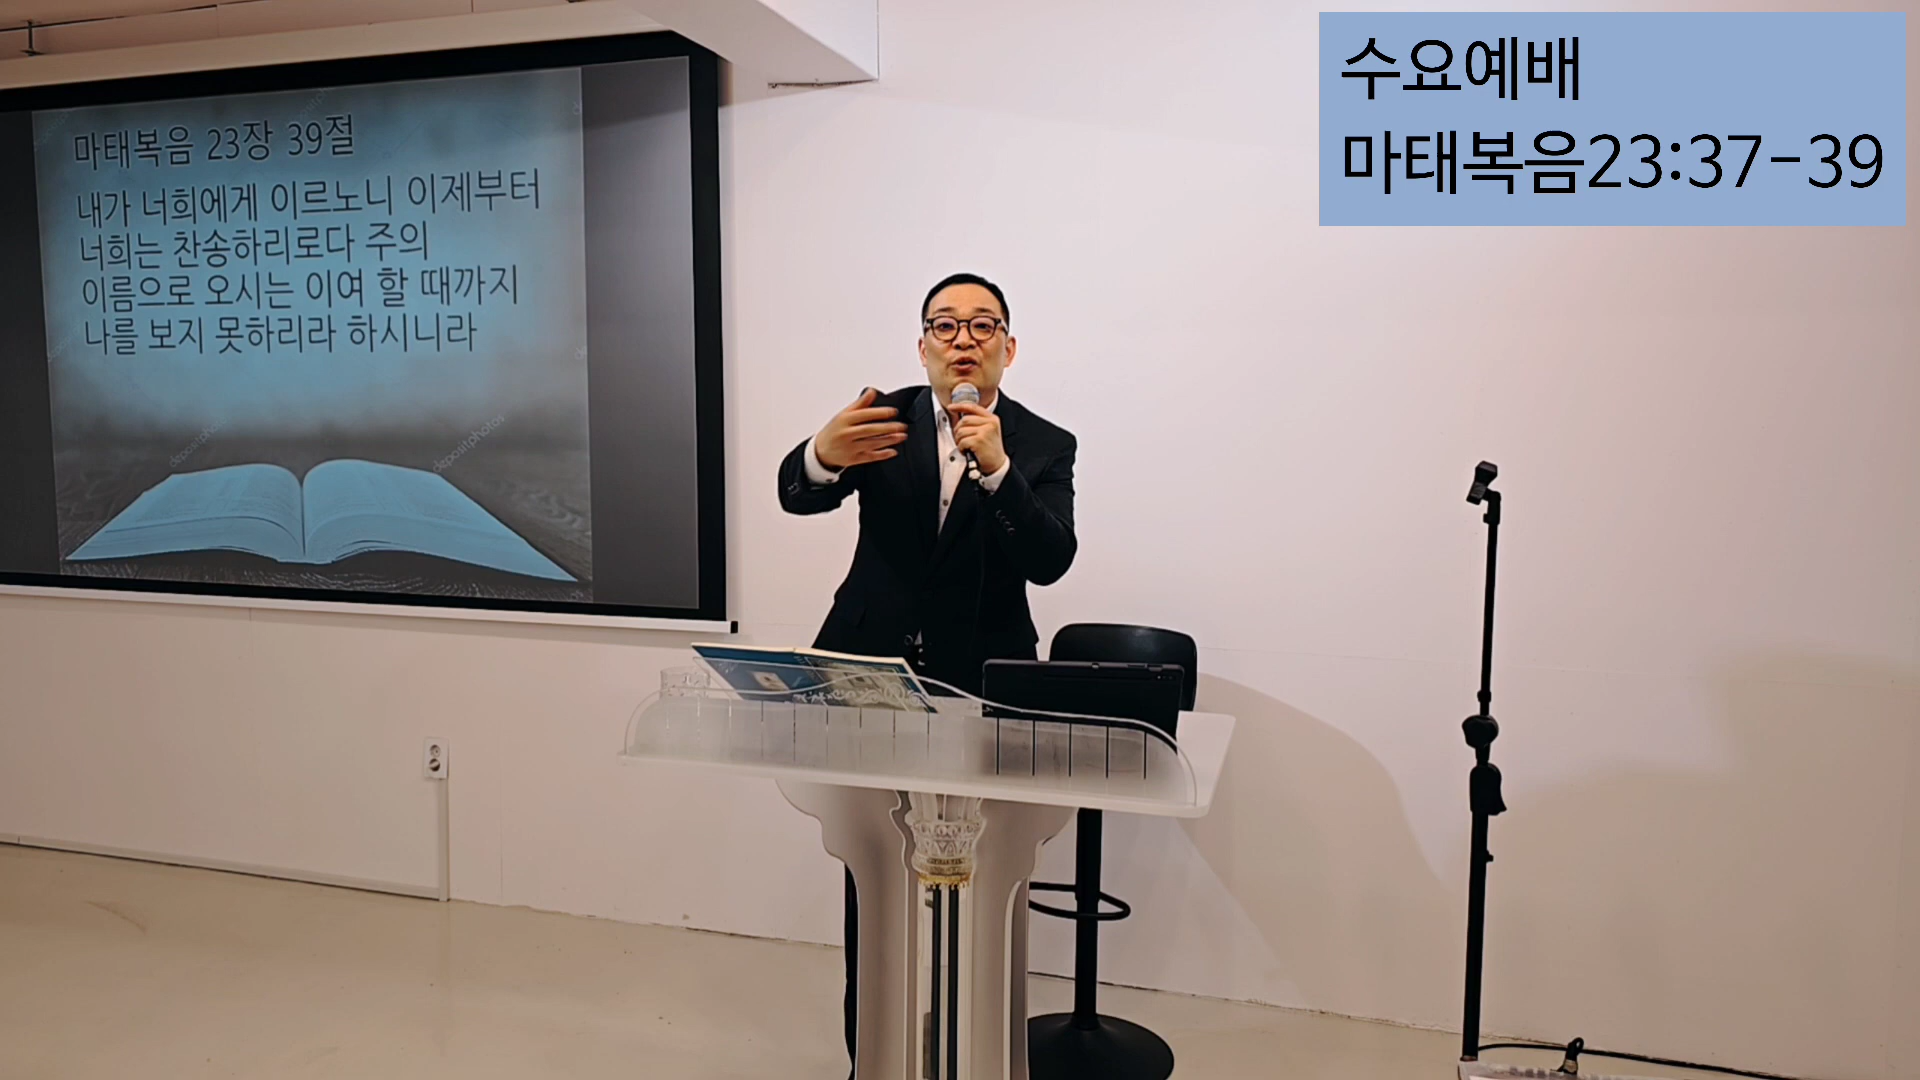 수요예배
마태복음23:37-39
마태복음 23장 39절
내가 너희에게 이르노니 이제부터
너희는 찬송하리로다 주의
이름으로 오시는 이여 할 때까지
나를 보지 못하리라 하시니라
depositphotos
depositphotos